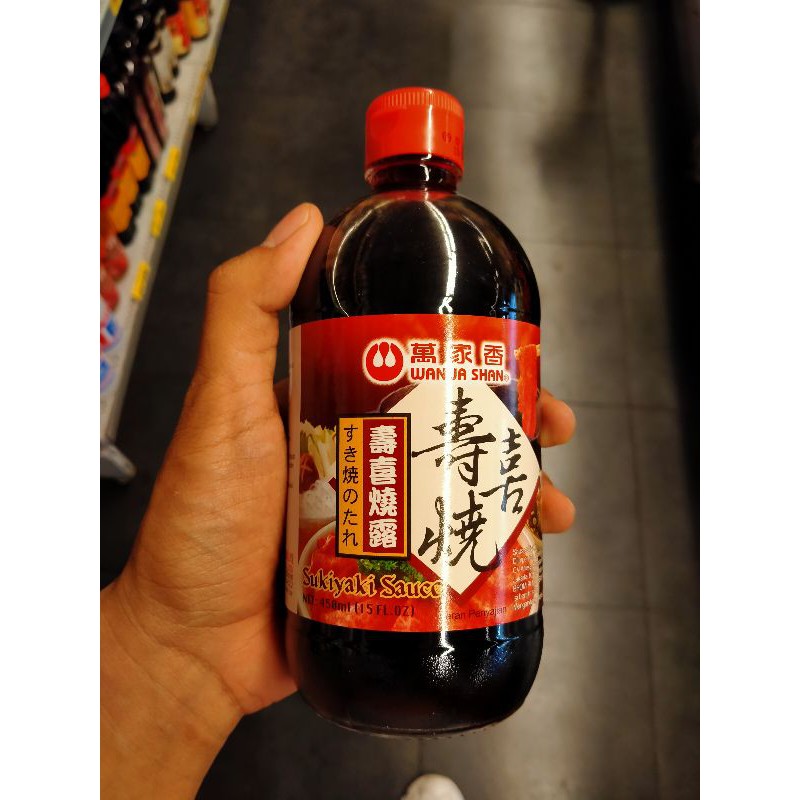 萬家香
WAN JA SHAN
壽喜燒
壽喜燒露
すき焼のたれ
Sukiyaki Sauce
450ml (15 FL.OZ)